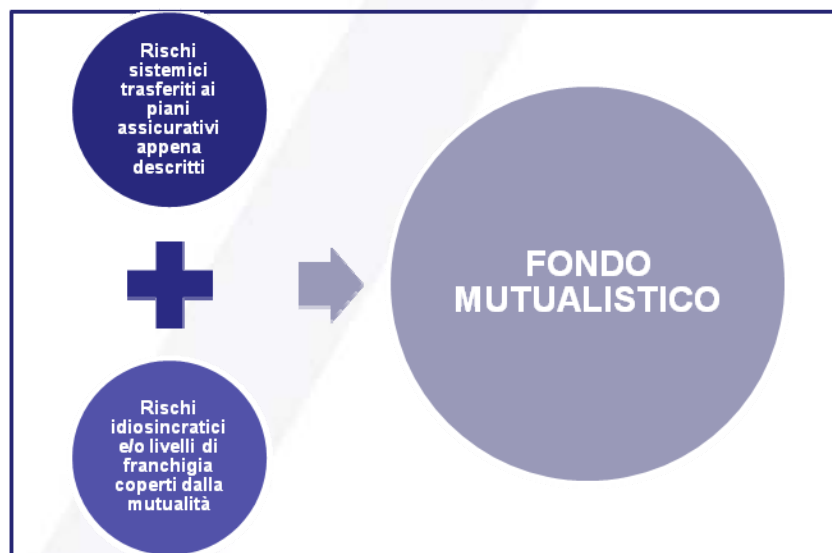 Rischi
sistemici
trasferiti ai
piani
assicurativi
appena
descritti
FONDO
MUTUALISTICO
Rischi
idiosincratici
e/o livelli di
franchigia
coperti dalla
mutualità